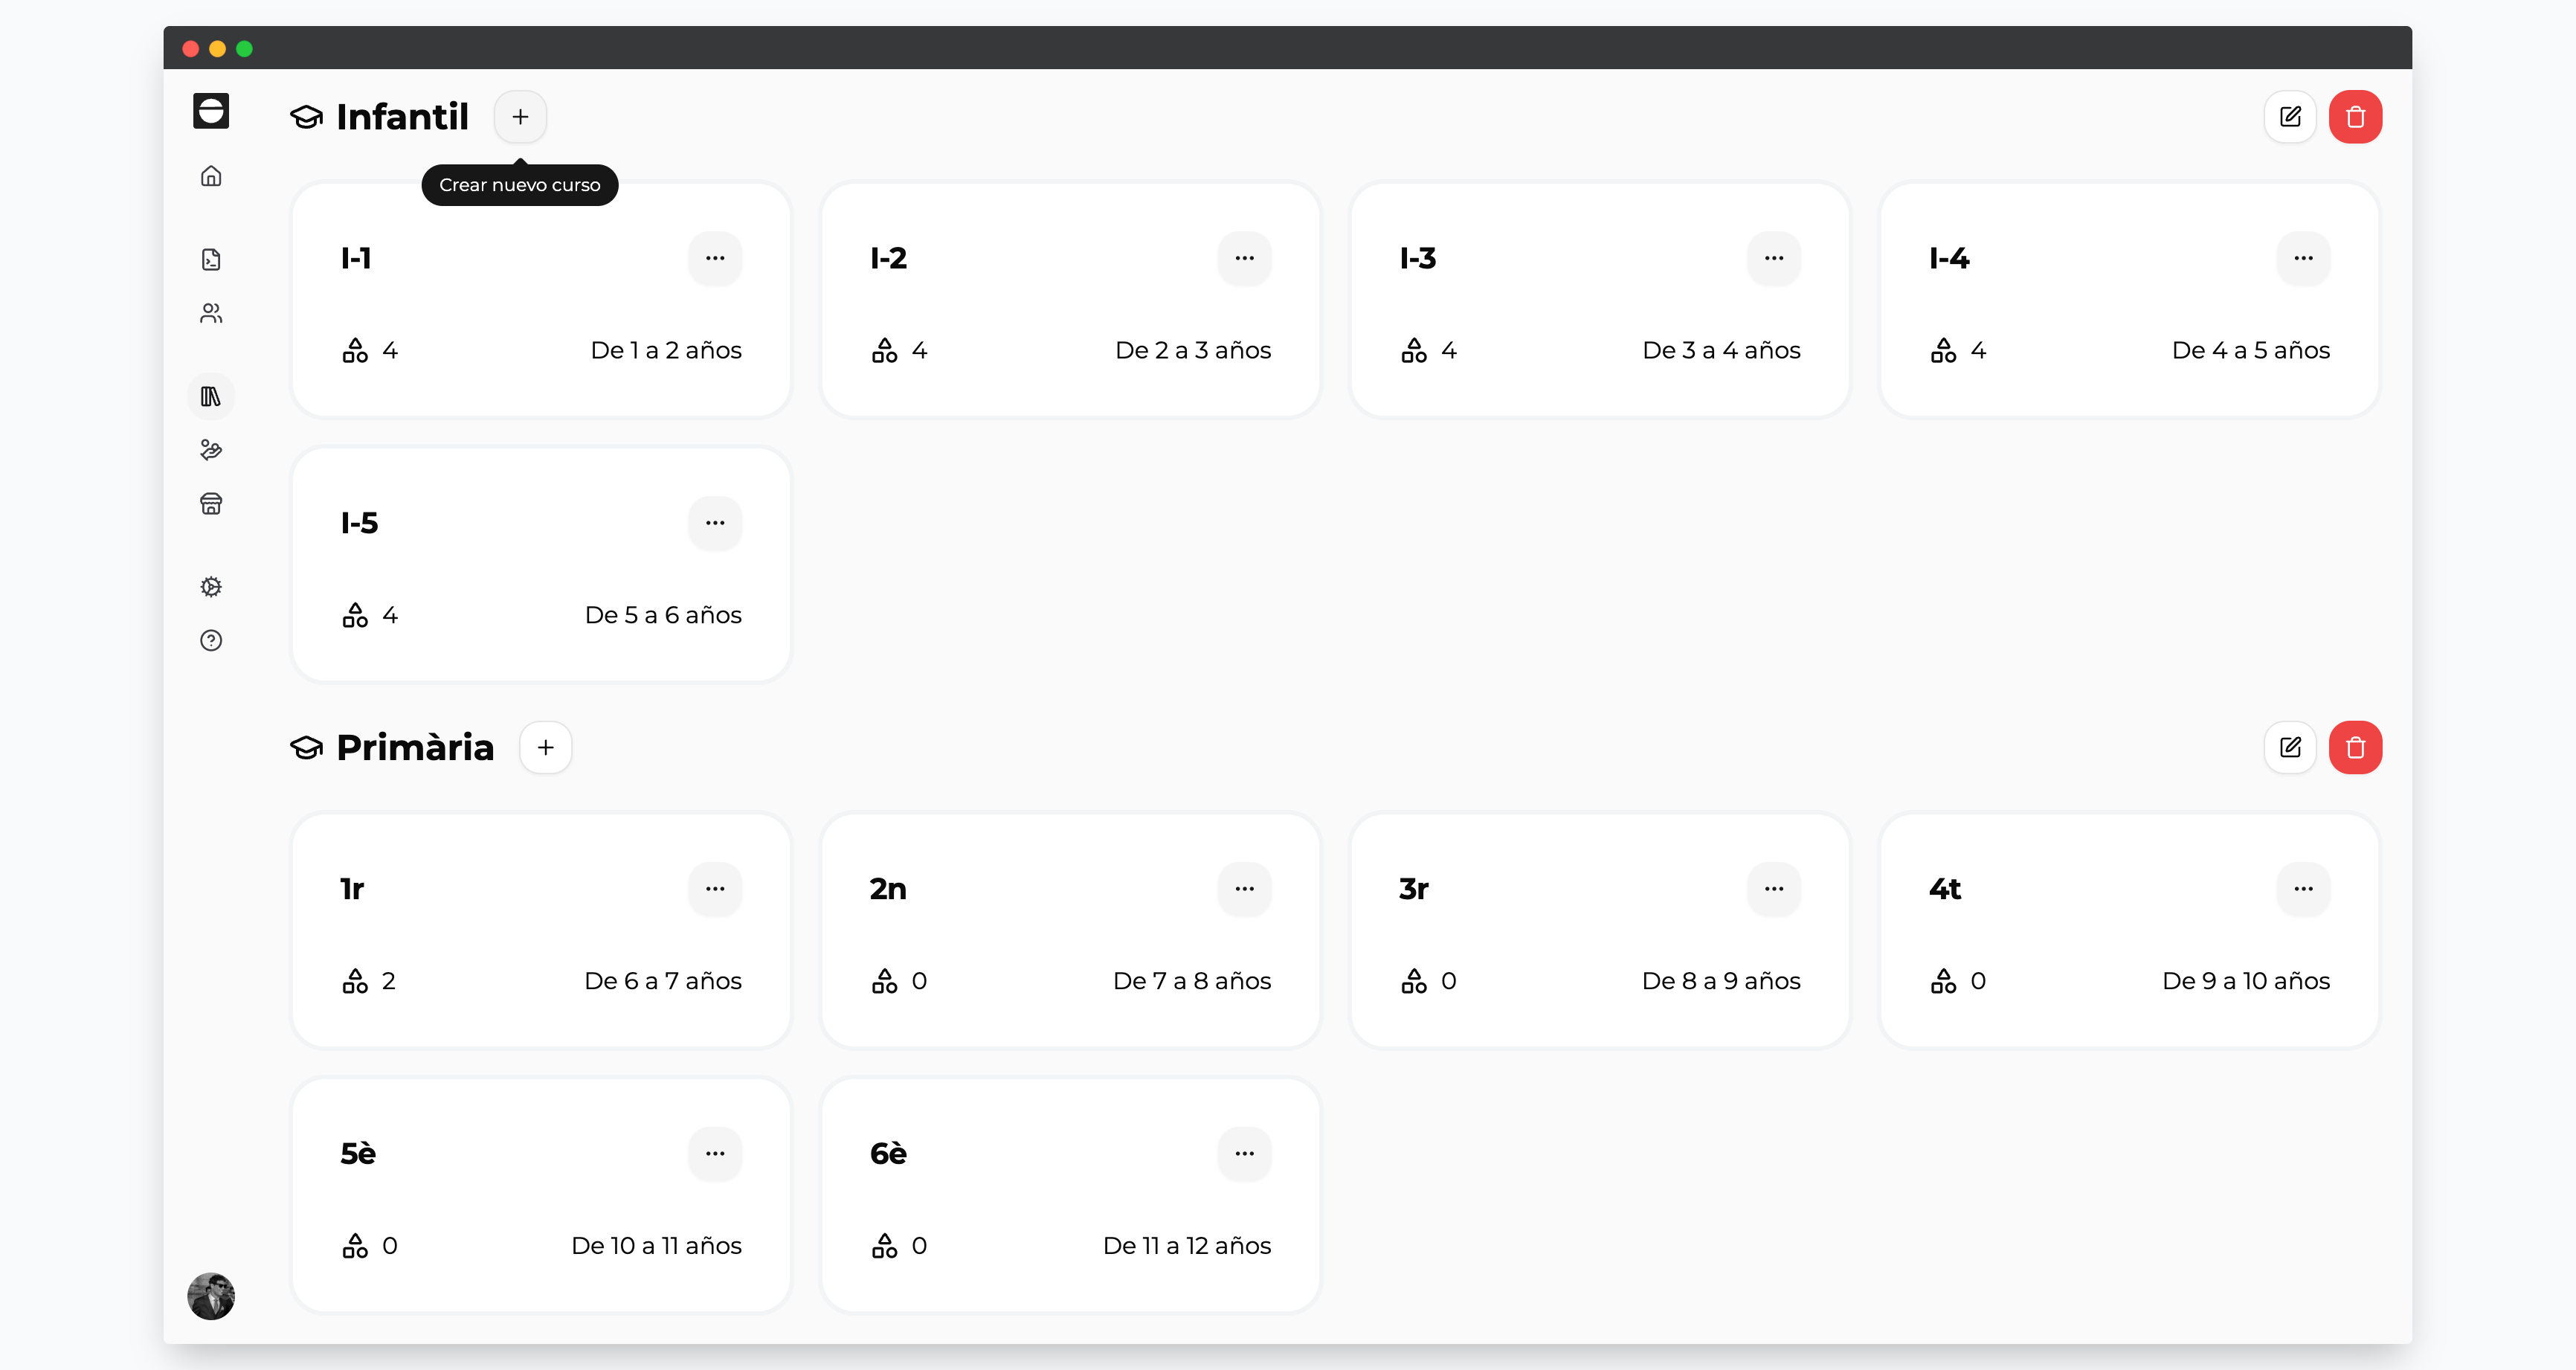 Infantil
Crear nuevo curso
I-1
4 De 1 a 2 años
I-2
4 De 2 a 3 años
I-3
4 De 3 a 4 años
I-4
4 De 4 a 5 años
I-5
4 De 5 a 6 años
Primària
1r
2 De 6 a 7 años
2n
0 De 7 a 8 años
3r
0 De 8 a 9 años
4t
0 De 9 a 10 años
5è
0 De 10 a 11 años
6è
0 De 11 a 12 años